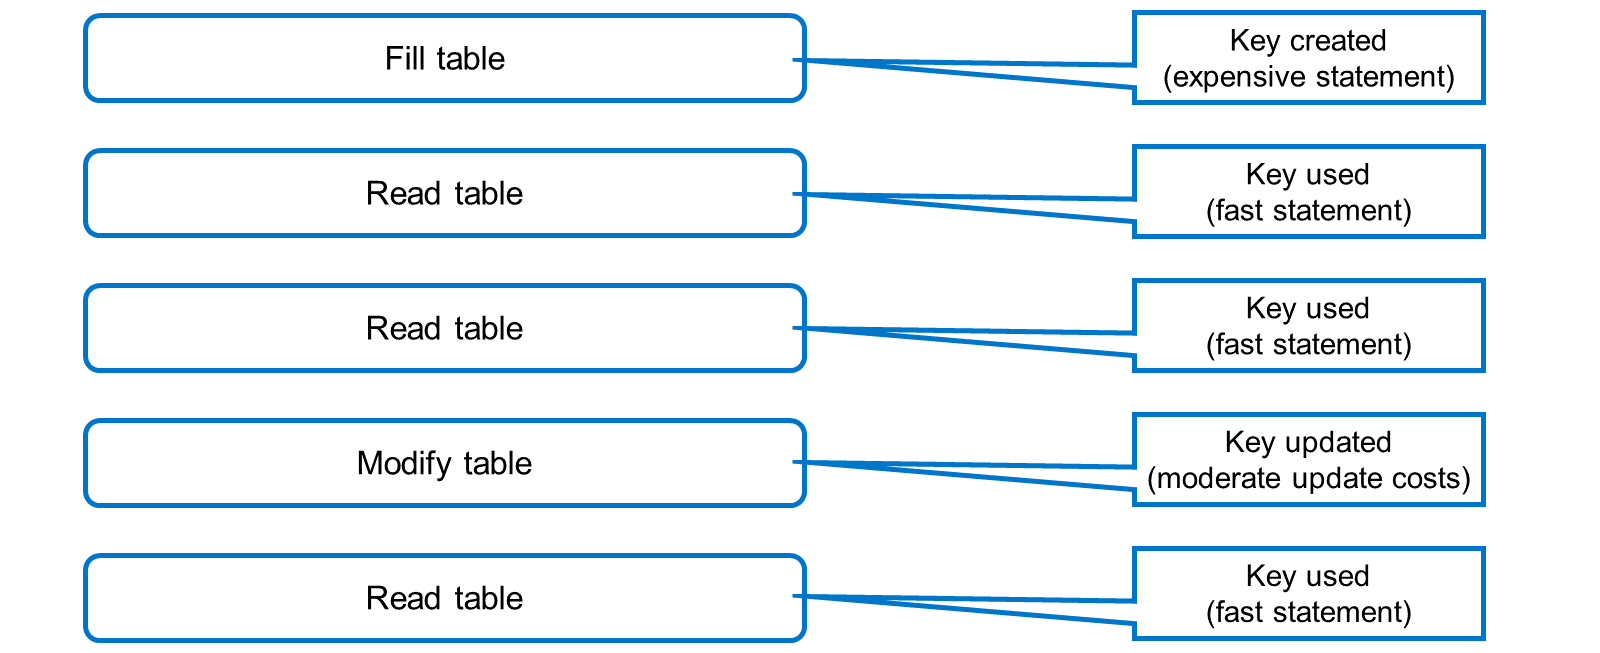 Fill table
Key created
(expensive statement)
Read table
Key used
(fast statement)
Read table
Key used
(fast statement)
Modify table
Key updated
(moderate update costs)
Read table
Key used
(fast statement)